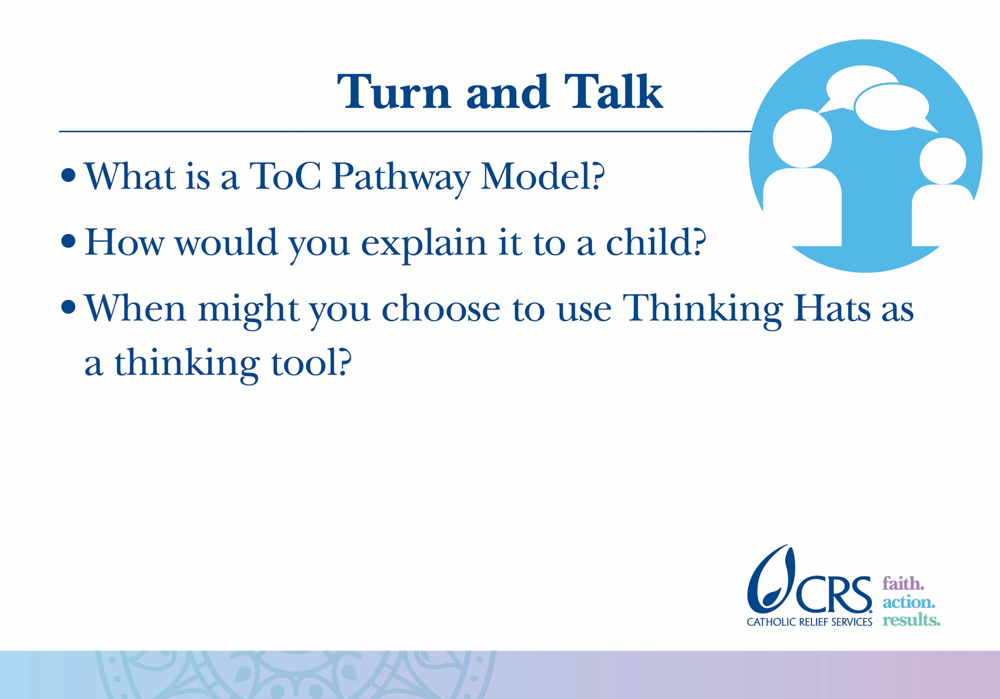 Turn and Talk
• What is a ToC Pathway Model?
• How would you explain it to a child?
• When might you choose to use Thinking Hats as
a thinking tool?
CRS®
CATHOLIC RELIEF SERVICES
faith.
action.
results.